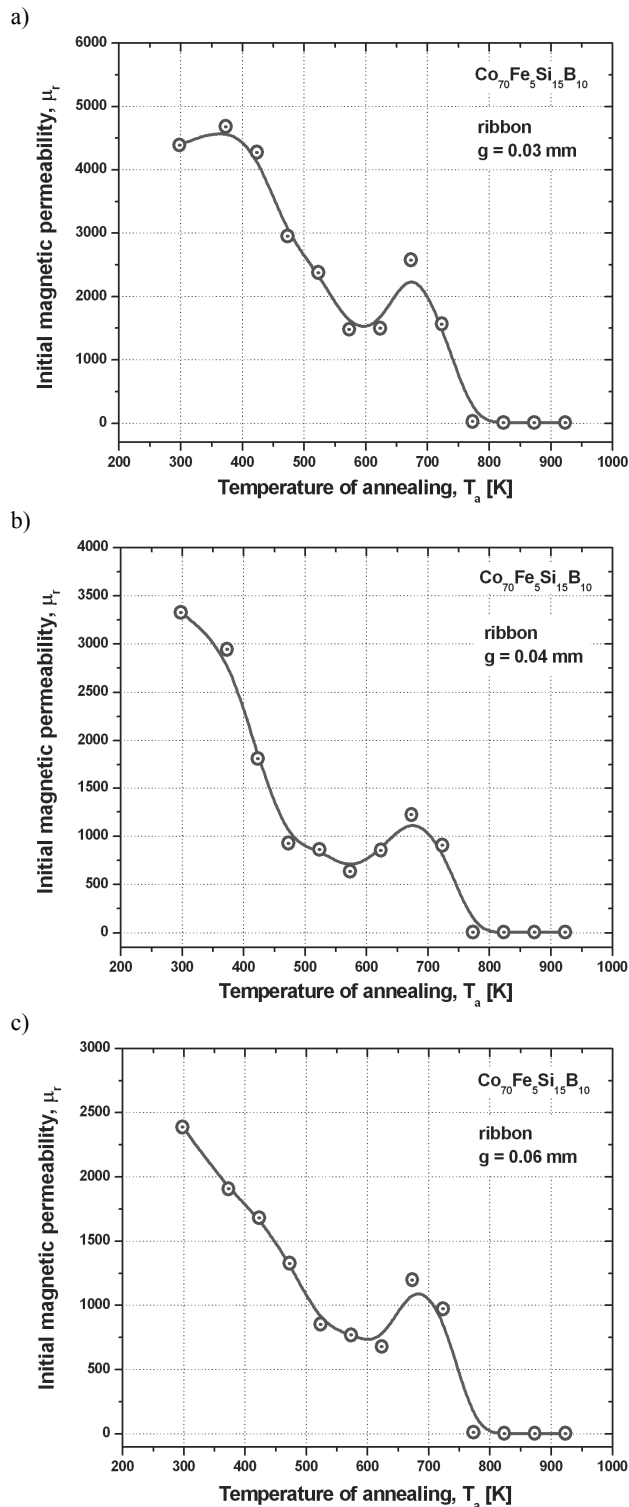 a)
6000
5000
4000
3000
2000
1000
0
Initial magnetic permeability, μr
Co70Fe5Si15B10
ribbon
g = 0.03 mm
200 300 400 500 600 700 800 900 1000
Temperature of annealing, Ta [K]
b)
4000
3500
3000
2500
2000
1500
1000
500
0
Initial magnetic permeability, μr
Co70Fe5Si15B10
ribbon
g = 0.04 mm
200 300 400 500 600 700 800 900 1000
Temperature of annealing, Ta [K]
c)
3000
2500
2000
1500
1000
500
0
Initial magnetic permeability, μr
Co70Fe5Si15B10
ribbon
g = 0.06 mm
200 300 400 500 600 700 800 900 1000
Temperature of annealing, Ta [K]